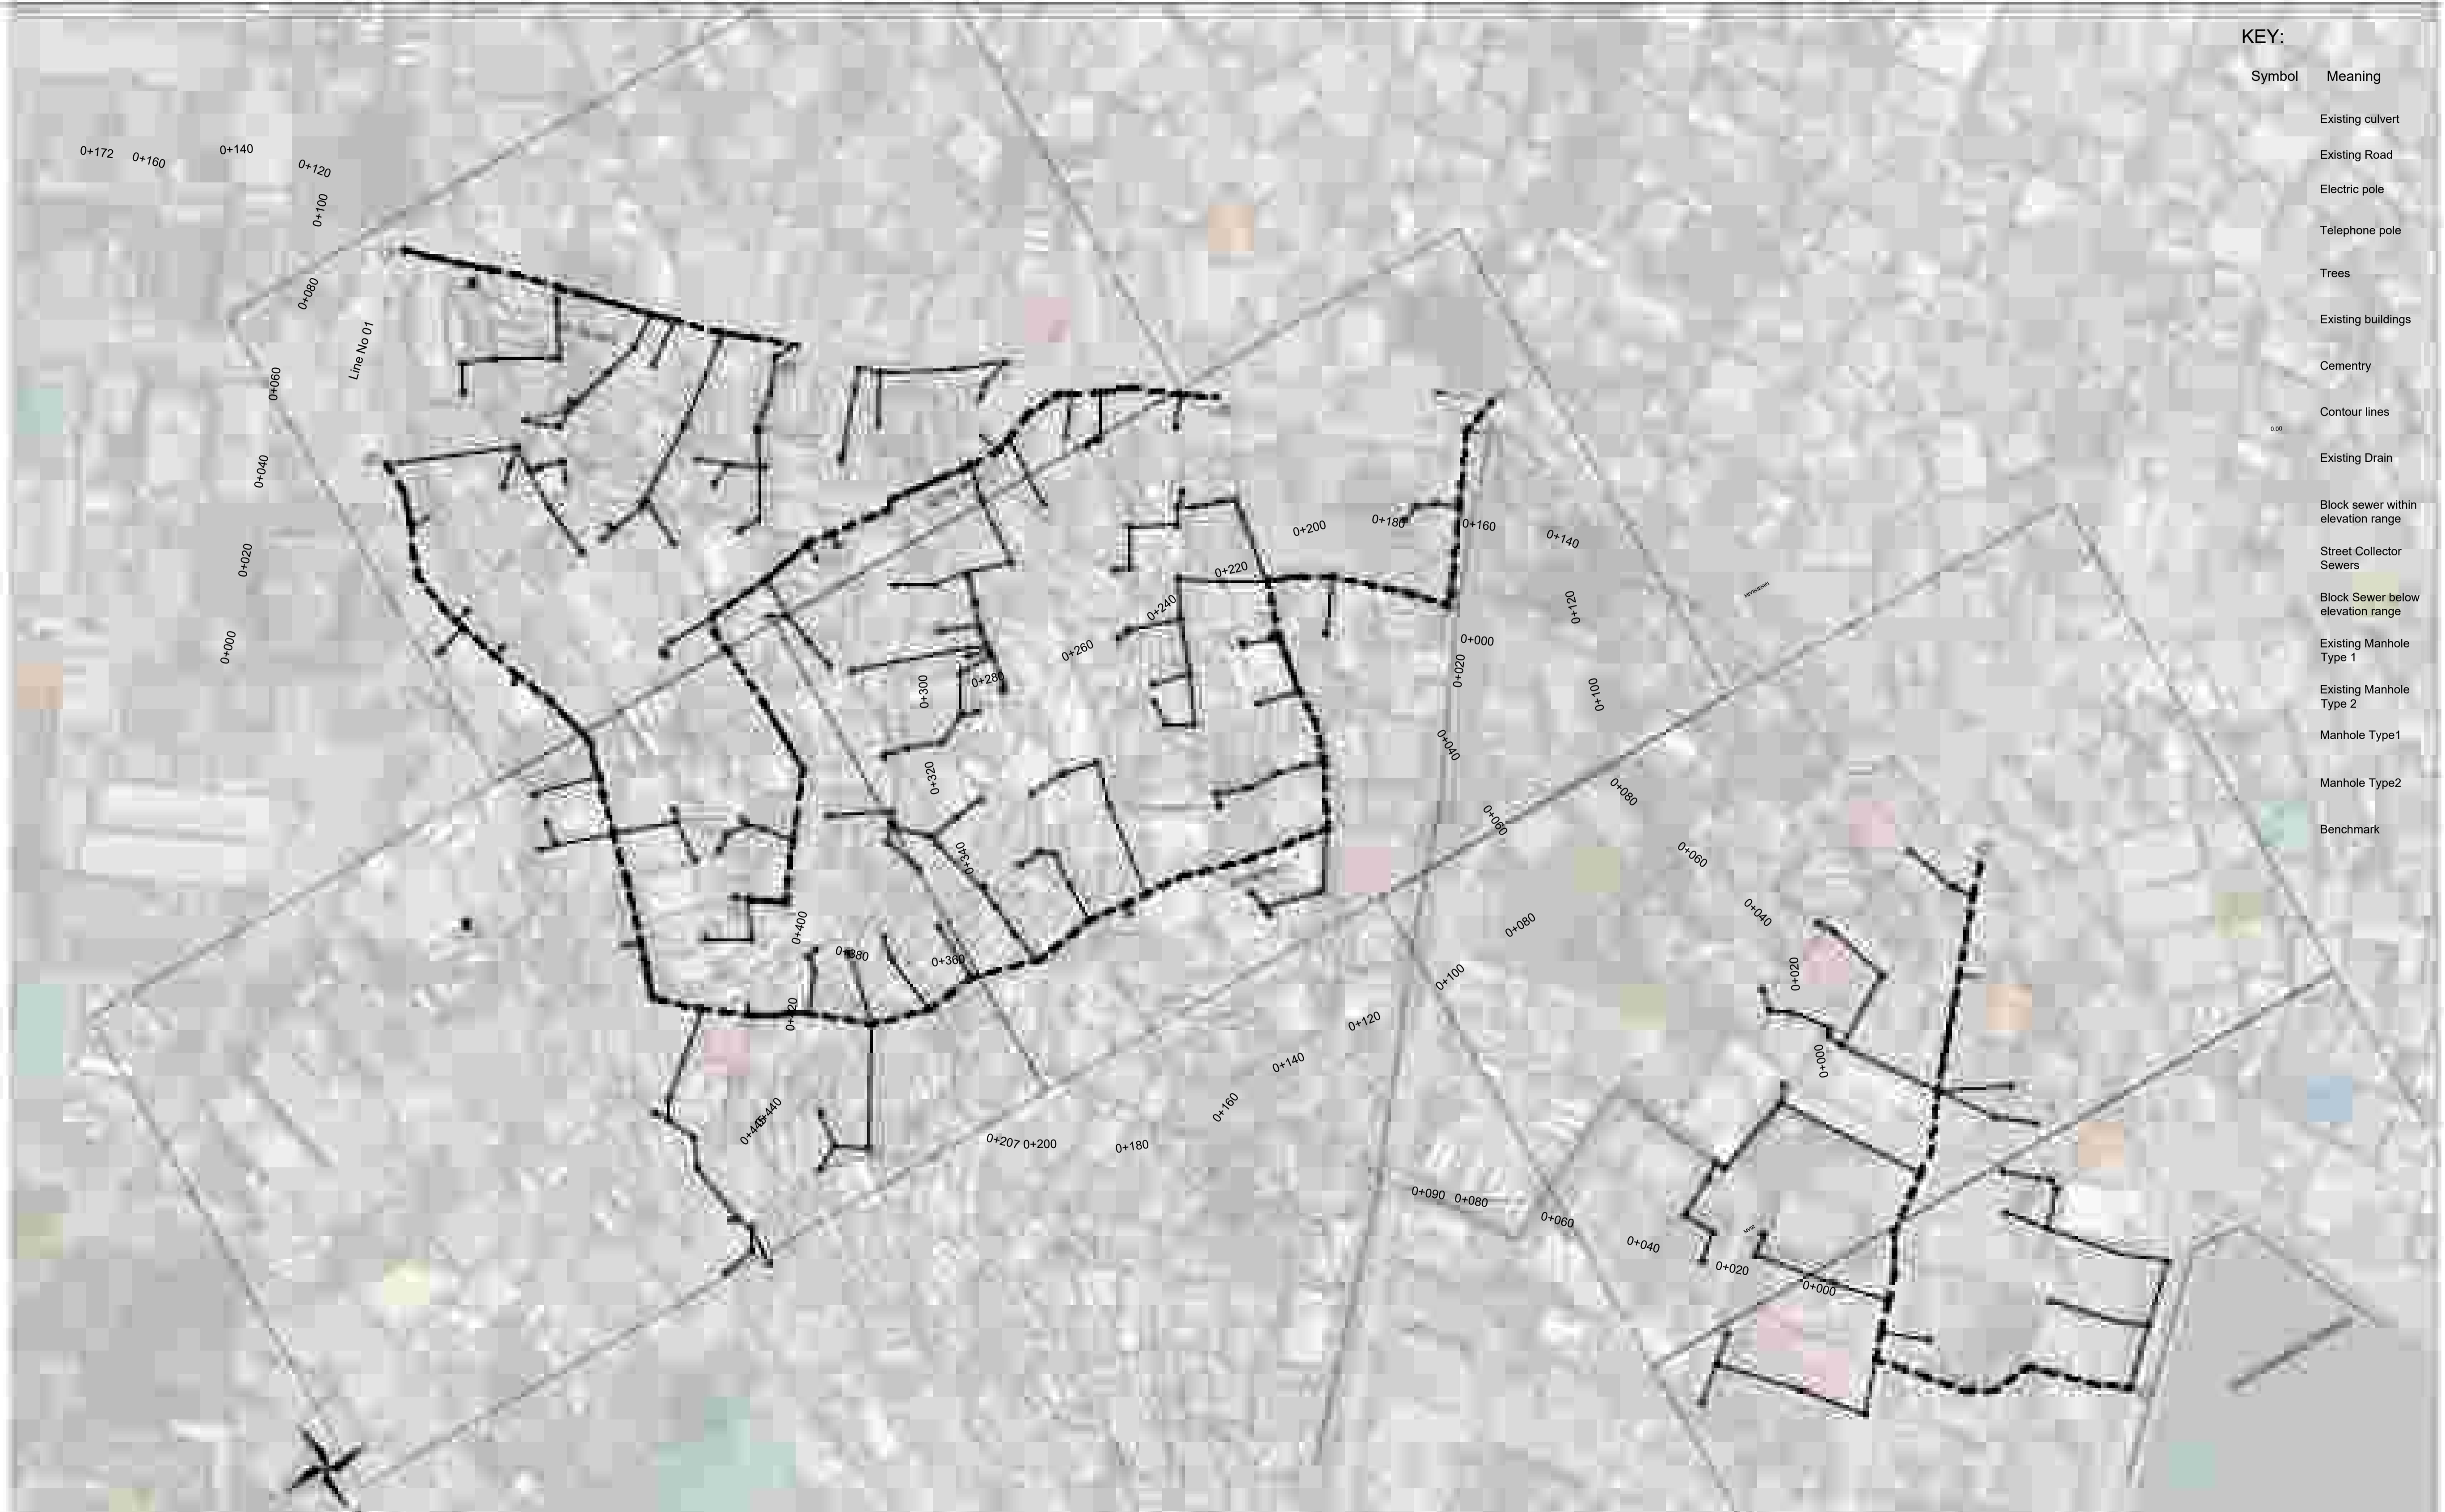 KEY:
Symbol Meaning
Existing culvert
Existing Road
Electric pole
Telephone pole
Trees
Existing buildings
Cementry
Contour lines
0.00
Existing Drain
Block sewer within
elevation range
Street Collector
Sewers
Block Sewer below
elevation range
Existing Manhole
Type 1
Existing Manhole
Type 2
Manhole Type1
Manhole Type2
Benchmark
0+172
0+160
0+140
0+120
0+100
0+080
Line No 01
0+060
0+040
0+020
0+000
0+200
0+180
0+160
0+140
0+220
0+240
0+260
0+280
0+300
0+320
0+340
0+360
0+380
0+400
0+420
0+440
0+445
0+120
0+100
0+080
0+060
0+040
0+020
0+000
0+000
0+020
0+040
0+060
0+080
0+100
0+120
0+140
0+160
0+180
0+200
0+207
0+090
0+080
0+060
0+040
0+020
0+000